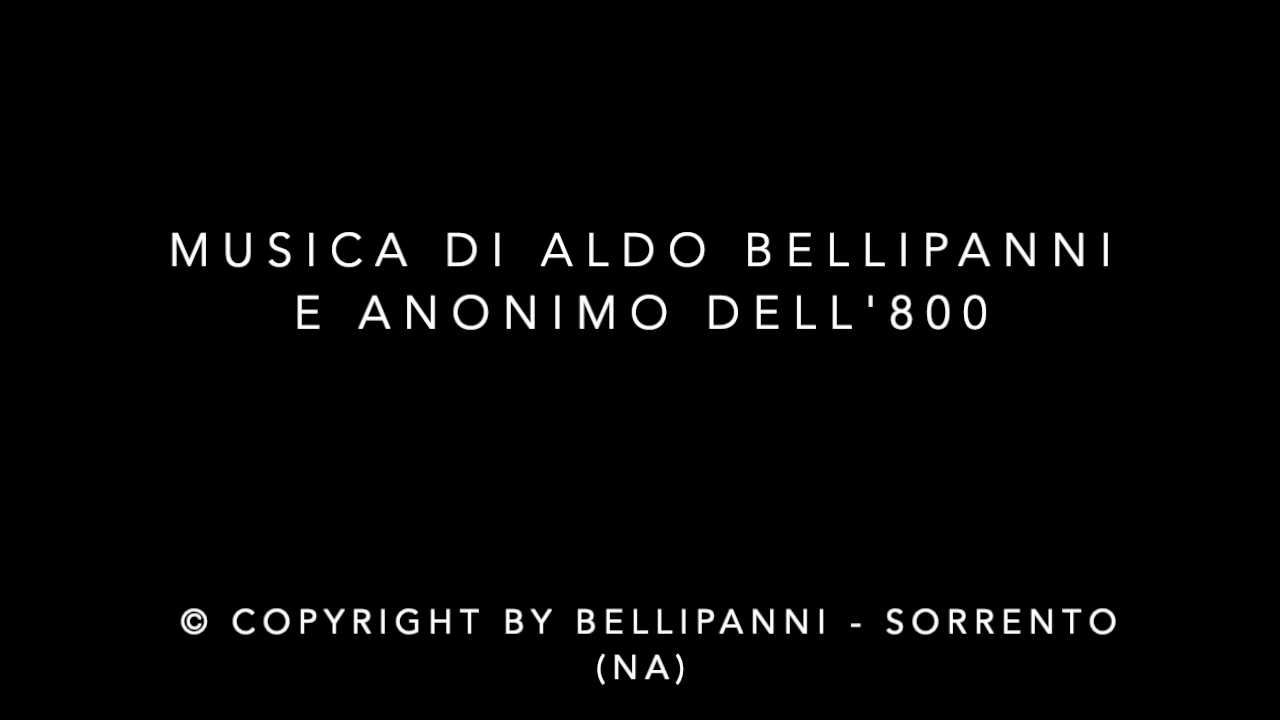 MUSICA DI ALDO BELLIPANNI
E ANONIMO DELL'800
© COPYRIGHT BY BELLIPANNI - SORRENTO
(NA)